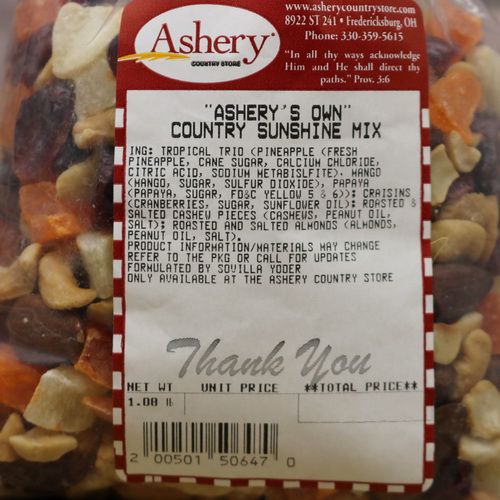 www.asherycountrystore.com
8922 ST 241 • Fredericksburg, OH
Phone: 330-359-5615
"In all thy ways acknowledge
Him and He shall direct thy
paths." Prov. 3:6
Ashery
COUNTRY STORE
"ASHERY'S OWN"
COUNTRY SUNSHINE MIX
ING: TROPICAL TRIO (PINEAPPLE (FRESH
PINEAPPLE, CANE SUGAR, CALCIUM CLORIDE,
CITRIC ACID, SODIUM METABISLFITE). MANGO
(MANGO, SUGAR, SULFUR DIOXIDE), PAPAYA
(PAPAYA, SUGAR, FD&C YELLOW 5 & 6)): CRAISINS
(CRANBERRIES, SUGAR, SUNFLOWER OIL): ROASTED &
SALTED CASHEW PIECES (CASHEWS, PEANUT OIL,
SALT): ROASTED AND SALTED ALMONDS (ALMONDS,
PEANUT OIL, SALT).
PRODUCT INFORMATION/MATERIALS MAY CHANGE
REFER TO THE PKG OR CALL FOR UPDATES
FORMULATED BY SOVILLA YODER
ONLY AVAILABLE AT THE ASHERY COUNTRY STORE
Thank You
NET WT UNIT PRICE **TOTAL PRICE**
1.08 lb
2 00501 50647 0